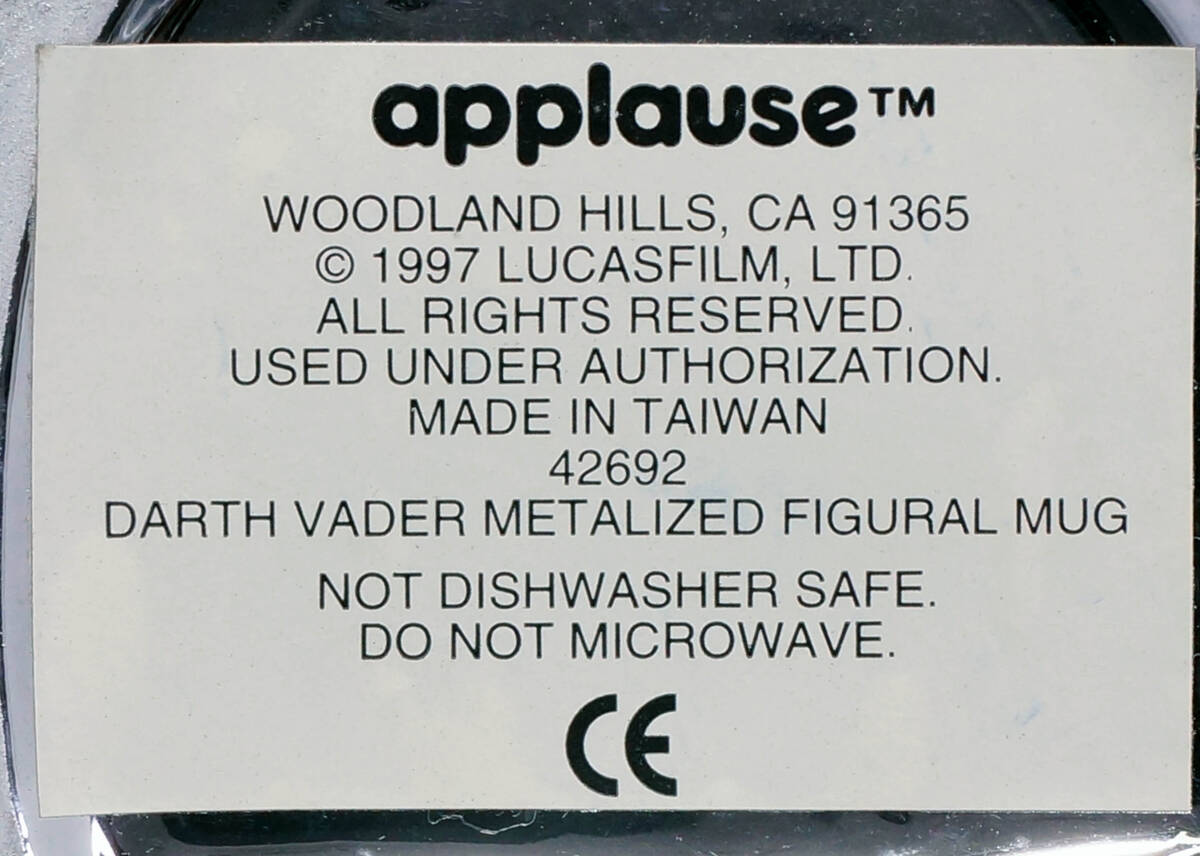 applause™
WOODLAND HILLS, CA 91365
© 1997 LUCASFILM, LTD.
ALL RIGHTS RESERVED.
USED UNDER AUTHORIZATION.
MADE IN TAIWAN
42692
DARTH VADER METALIZED FIGURAL MUG
NOT DISHWASHER SAFE.
DO NOT MICROWAVE.
CE